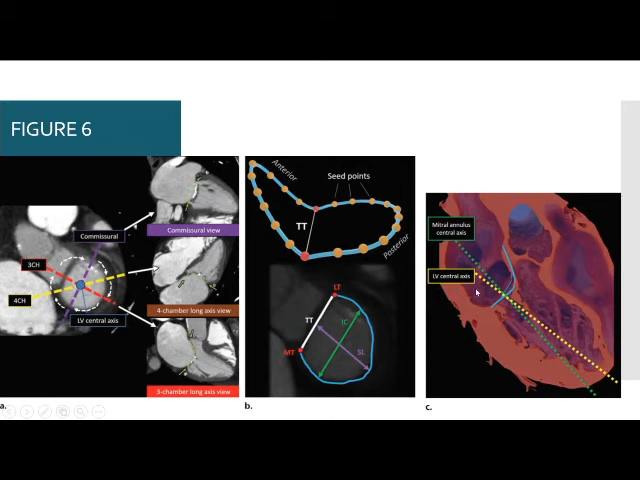 FIGURE 6
Commissural
3CH
4CH
LV central axis
Commissural view
4-chamber long axis view
3-chamber long axis view
a.
Anterior
Seed points
TT
Posterior
LT
TT
IC
SL
MT
b.
Mitral annulus
central axis
LV central axis
c.